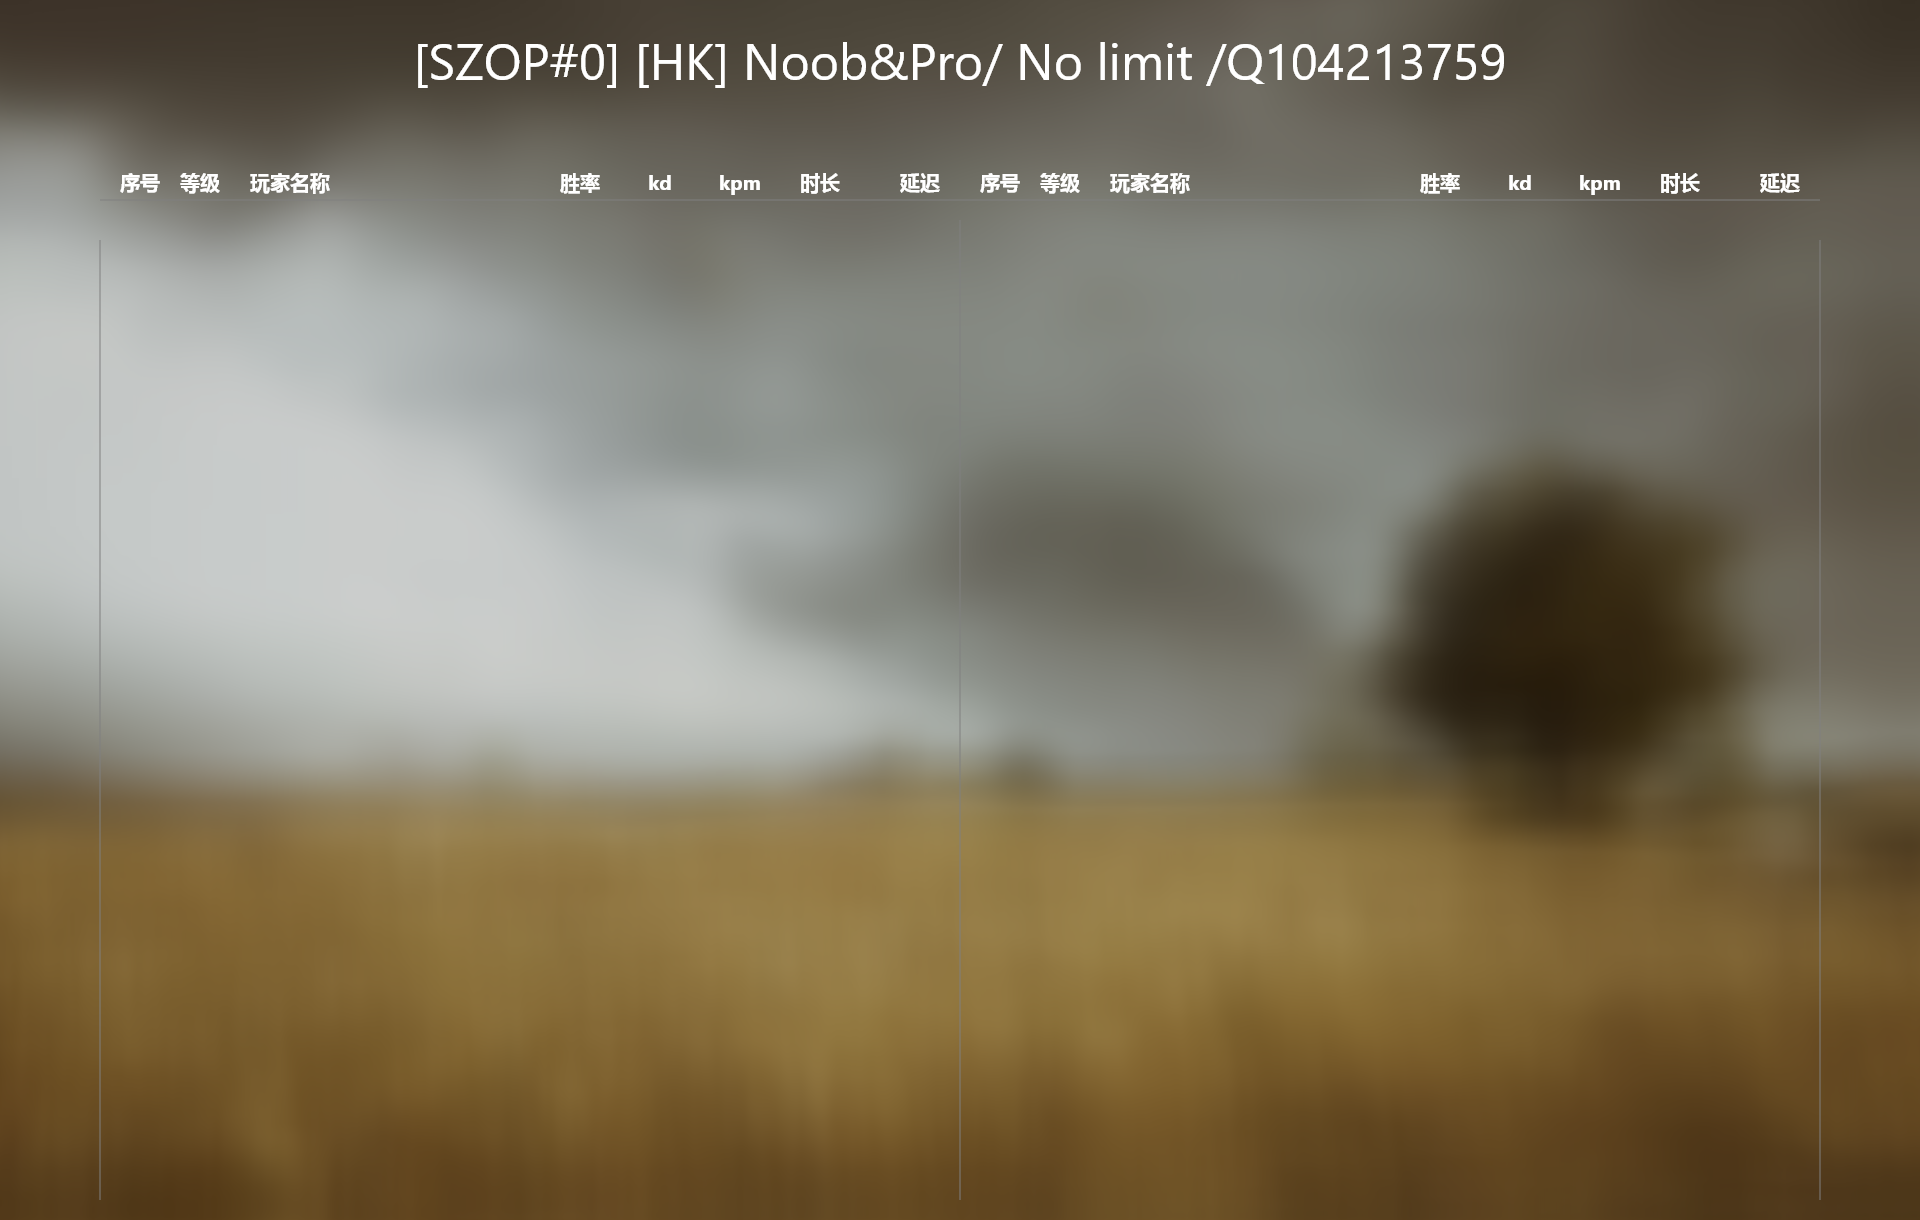 [SZOP#0] [HK] Noob&Pro/ No limit /Q104213759
序号 等级 玩家名称 胜率 kd kpm 时长 延迟 序号 等级 玩家名称 胜率 kd kpm 时长 延迟